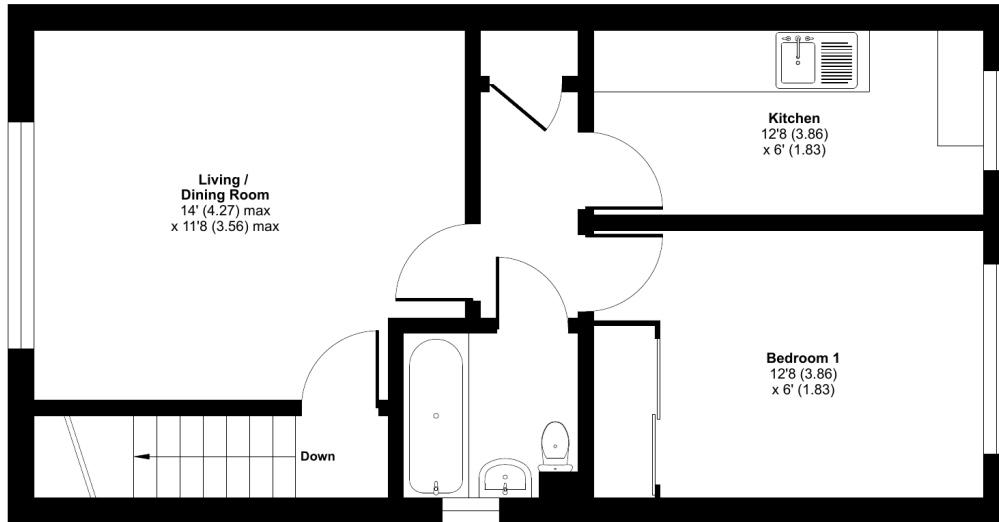 Living /
Dining Room
14' (4.27) max
x 11'8 (3.56) max
Kitchen
12'8 (3.86)
x 6' (1.83)
Bedroom 1
12'8 (3.86)
x 6' (1.83)
Down